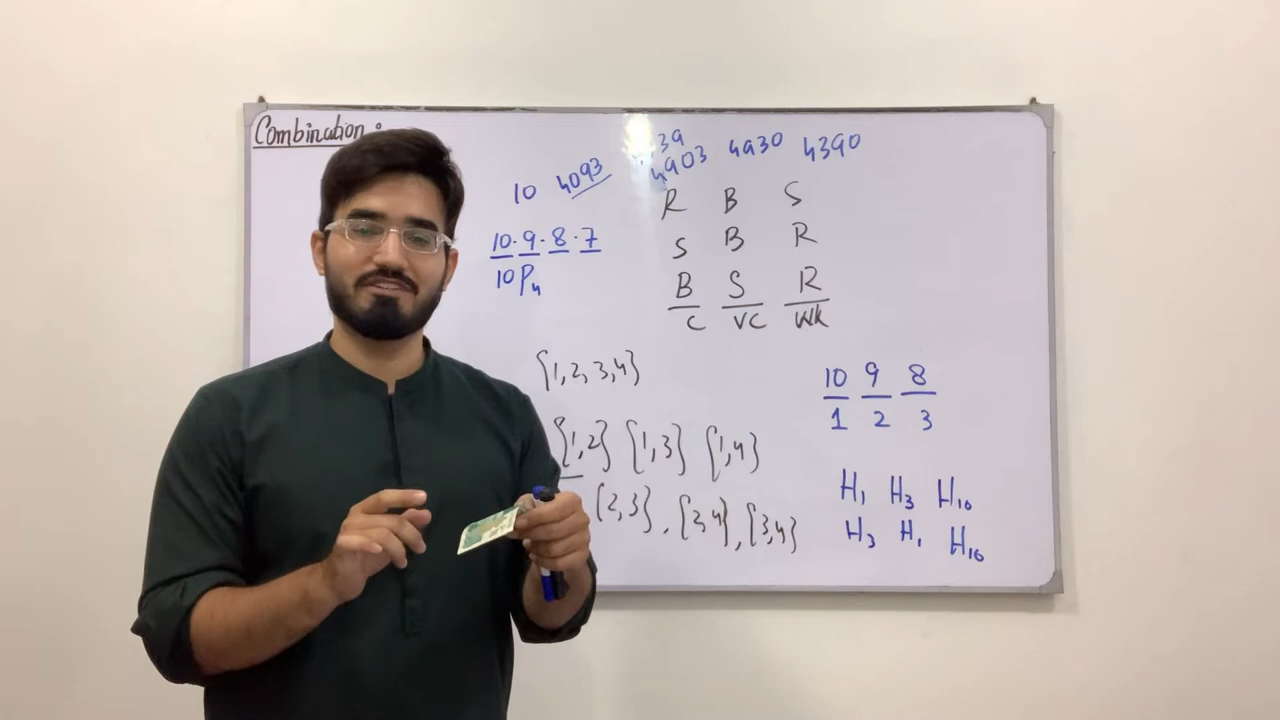 Combination :
39
10 4093 4903 4930 4390
R B S
10.9.8.7
S B R
10P4
B S R
C VC WK
{1,2,3,4}
10 9 8
1 2 3
{1,2} {1,3} {1,4}
{2,3}, {2,4}, {3,4}
H1 H3 H10
H3 H1 H10